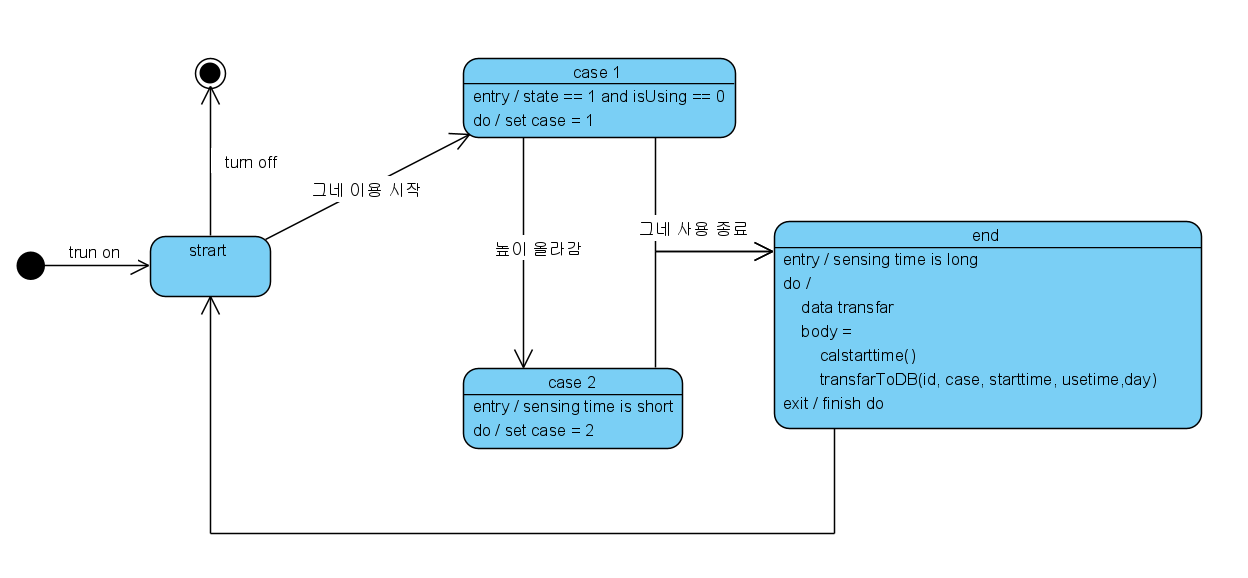 case 1
entry / state == 1 and isUsing == 0
do / set case = 1
turn off
그네 이용 시작
trun on
strart
높이 올라감
그네 사용 종료
end
entry / sensing time is long
do /
data transfar
body =
calstarttime()
transfarToDB(id, case, starttime, usetime,day)
exit / finish do
case 2
entry / sensing time is short
do / set case = 2